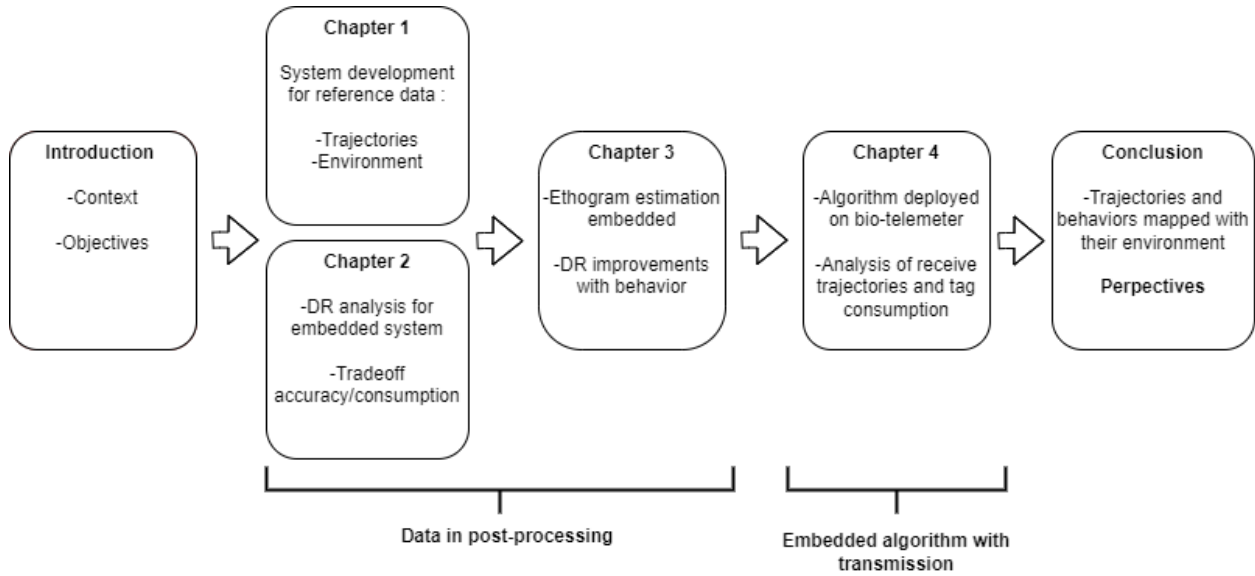 Introduction
-Context
-Objectives
Chapter 1
System development
for reference data :
-Trajectories
-Environment
Chapter 2
-DR analysis for
embedded system
-Tradeoff
accuracy/consumption
Chapter 3
-Ethogram estimation
embedded
-DR improvements
with behavior
Chapter 4
-Algorithm deployed
on bio-telemeter
-Analysis of receive
trajectories and tag
consumption
Conclusion
-Trajectories and
behaviors mapped with
their environment
Perpectives
Data in post-processing
Embedded algorithm with
transmission